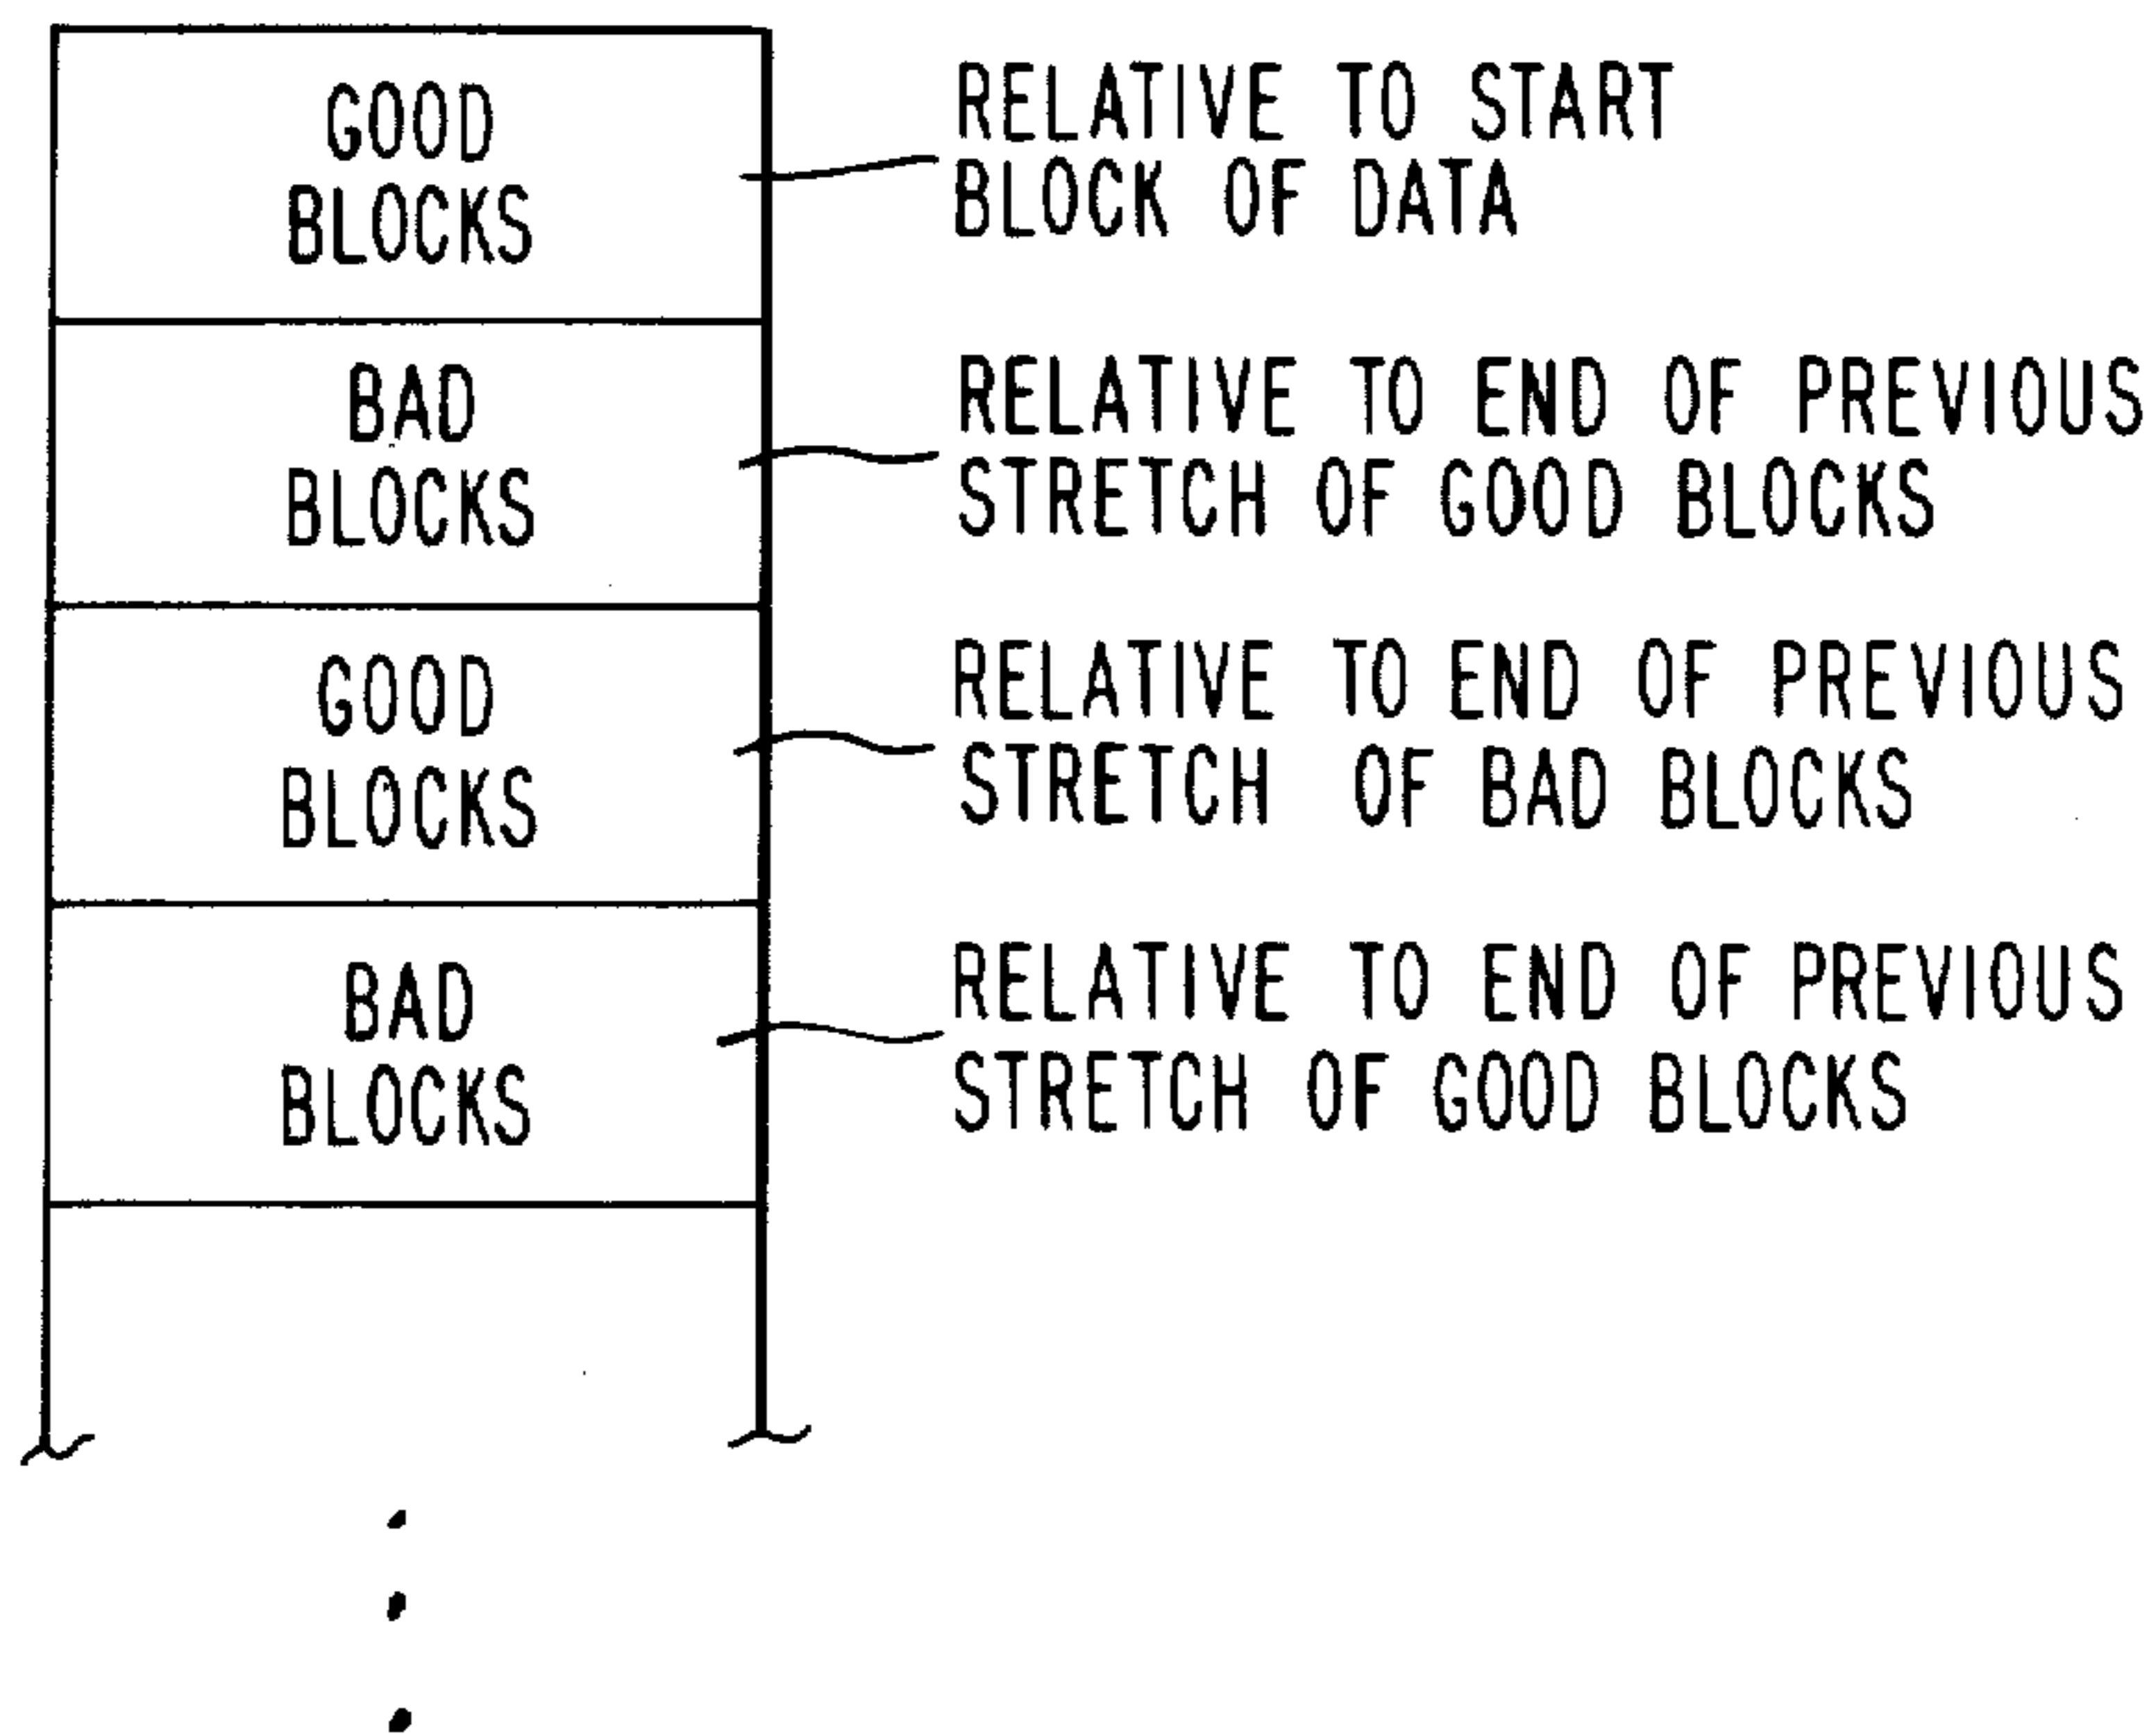 GOOD
BLOCKS
RELATIVE TO START
BLOCK OF DATA
BAD
BLOCKS
RELATIVE TO END OF PREVIOUS
STRETCH OF GOOD BLOCKS
GOOD
BLOCKS
RELATIVE TO END OF PREVIOUS
STRETCH OF BAD BLOCKS
BAD
BLOCKS
RELATIVE TO END OF PREVIOUS
STRETCH OF GOOD BLOCKS